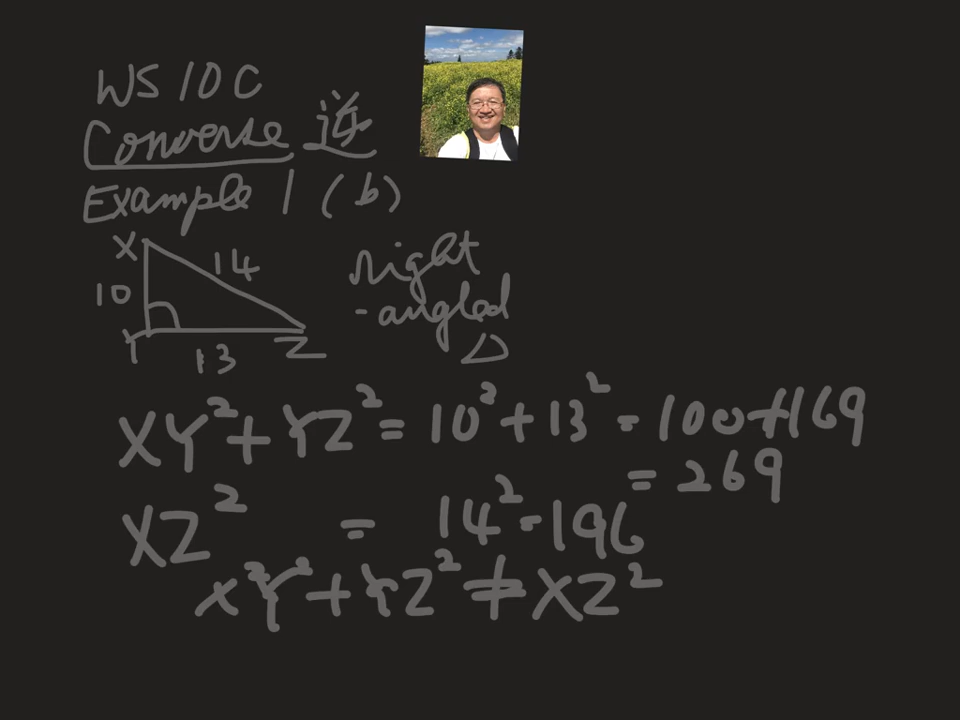 WS 10C
Converse 逆
Example 1 (b)
X
14
10
Y
13
Z
right
-angled
△
XY²+YZ² = 10²+13² = 100+169
= 269
XZ² = 14² = 196
XY²+YZ² ≠ XZ²